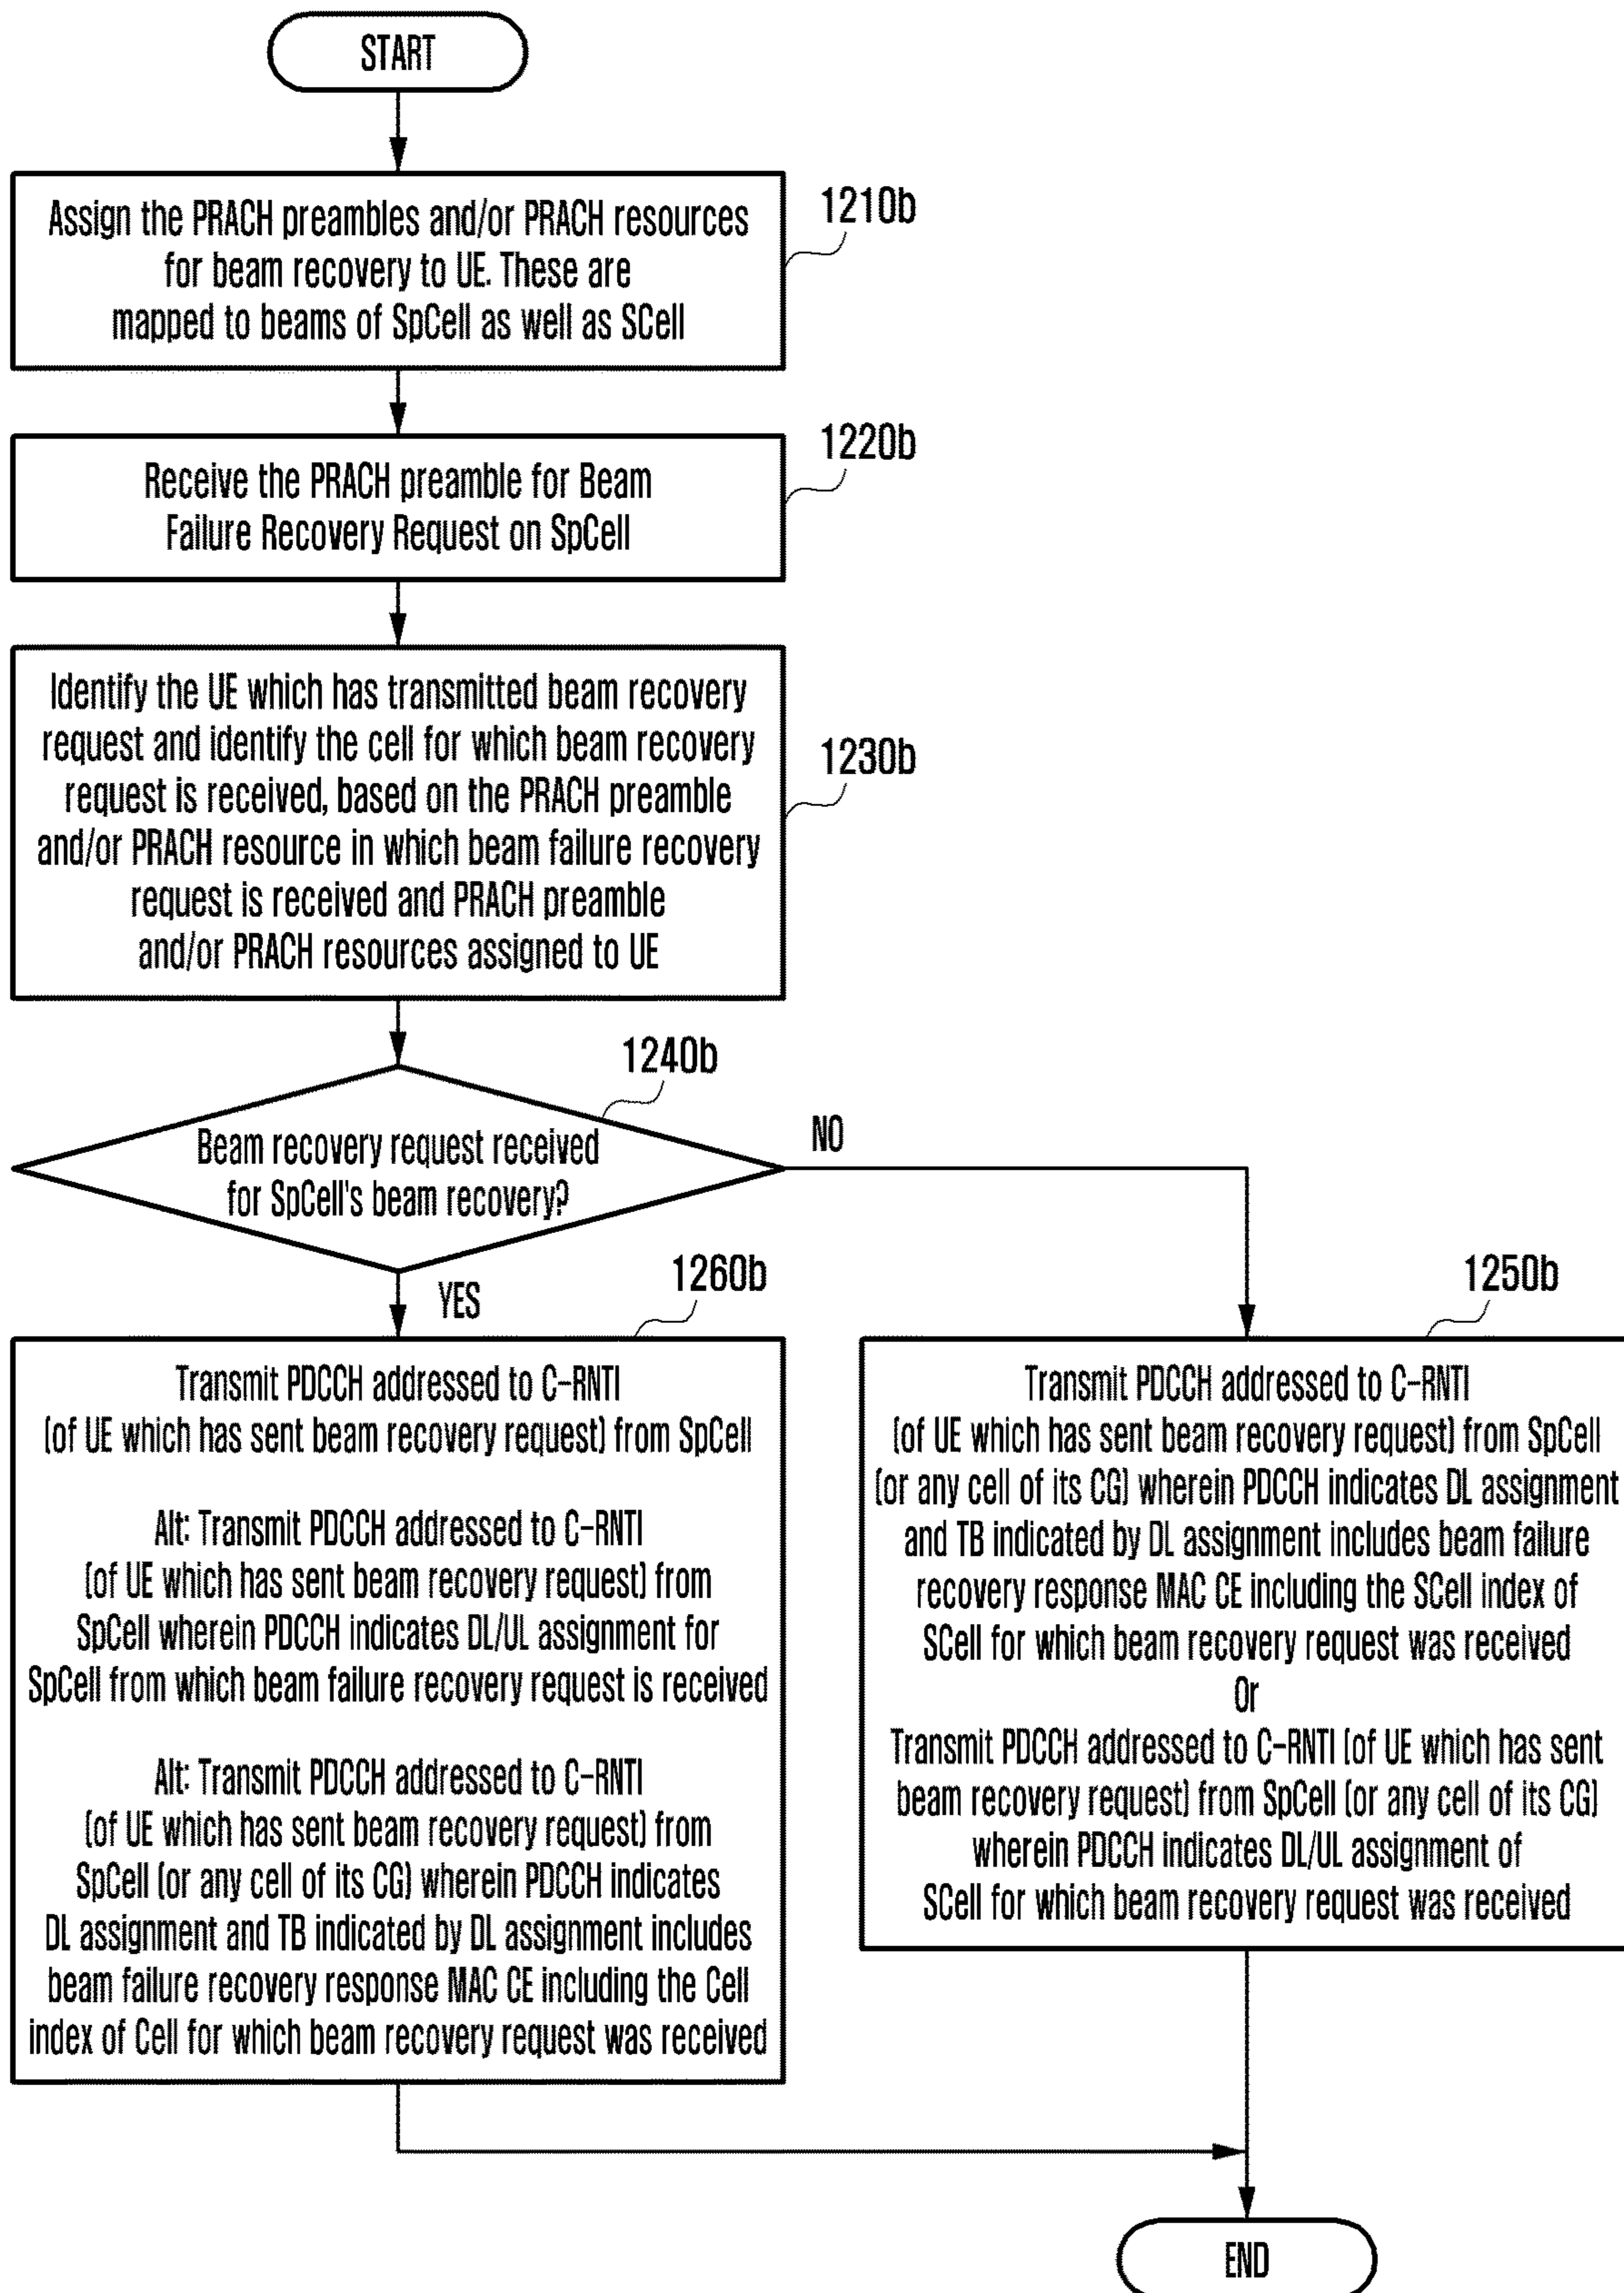 START
Assign the PRACH preambles and/or PRACH resources
for beam recovery to UE. These are
mapped to beams of SpCell as well as SCell
1210b
Receive the PRACH preamble for Beam
Failure Recovery Request on SpCell
1220b
Identify the UE which has transmitted beam recovery
request and identify the cell for which beam recovery
request is received, based on the PRACH preamble
and/or PRACH resource in which beam failure recovery
request is received and PRACH preamble
and/or PRACH resources assigned to UE
1230b
1240b
Beam recovery request received
for SpCell's beam recovery?
NO
YES
1260b
Transmit PDCCH addressed to C-RNTI
(of UE which has sent beam recovery request) from SpCell
Alt: Transmit PDCCH addressed to C-RNTI
(of UE which has sent beam recovery request) from
SpCell wherein PDCCH indicates DL/UL assignment for
SpCell from which beam failure recovery request is received
Alt: Transmit PDCCH addressed to C-RNTI
(of UE which has sent beam recovery request) from
SpCell (or any cell of its CG) wherein PDCCH indicates
DL assignment and TB indicated by DL assignment includes
beam failure recovery response MAC CE including the Cell
index of Cell for which beam recovery request was received
1250b
Transmit PDCCH addressed to C-RNTI
(of UE which has sent beam recovery request) from SpCell
(or any cell of its CG) wherein PDCCH indicates DL assignment
and TB indicated by DL assignment includes beam failure
recovery response MAC CE including the SCell index of
SCell for which beam recovery request was received
Or
Transmit PDCCH addressed to C-RNTI (of UE which has sent
beam recovery request) from SpCell (or any cell of its CG)
wherein PDCCH indicates DL/UL assignment of
SCell for which beam recovery request was received
END